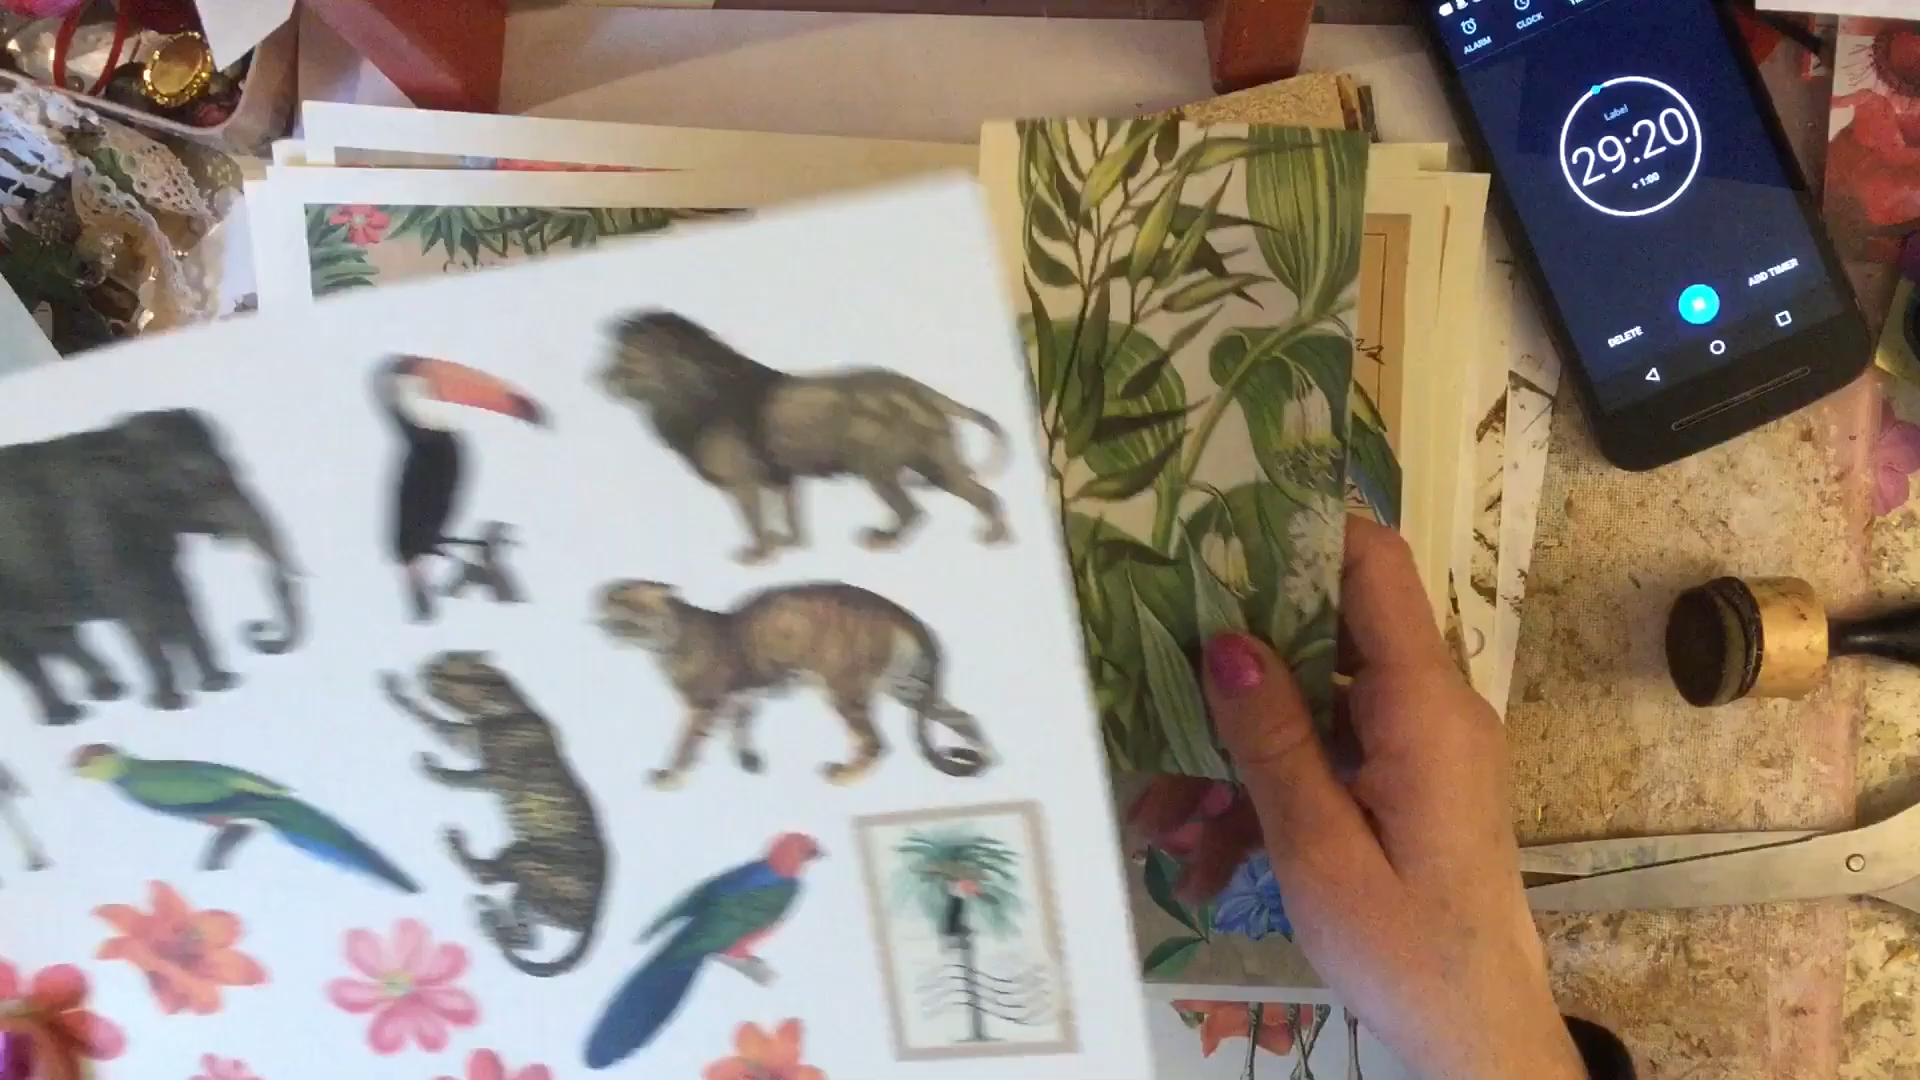 ALARM
CLOCK
Label
29:20
+ 1:00
ADD TIMER
DELETE